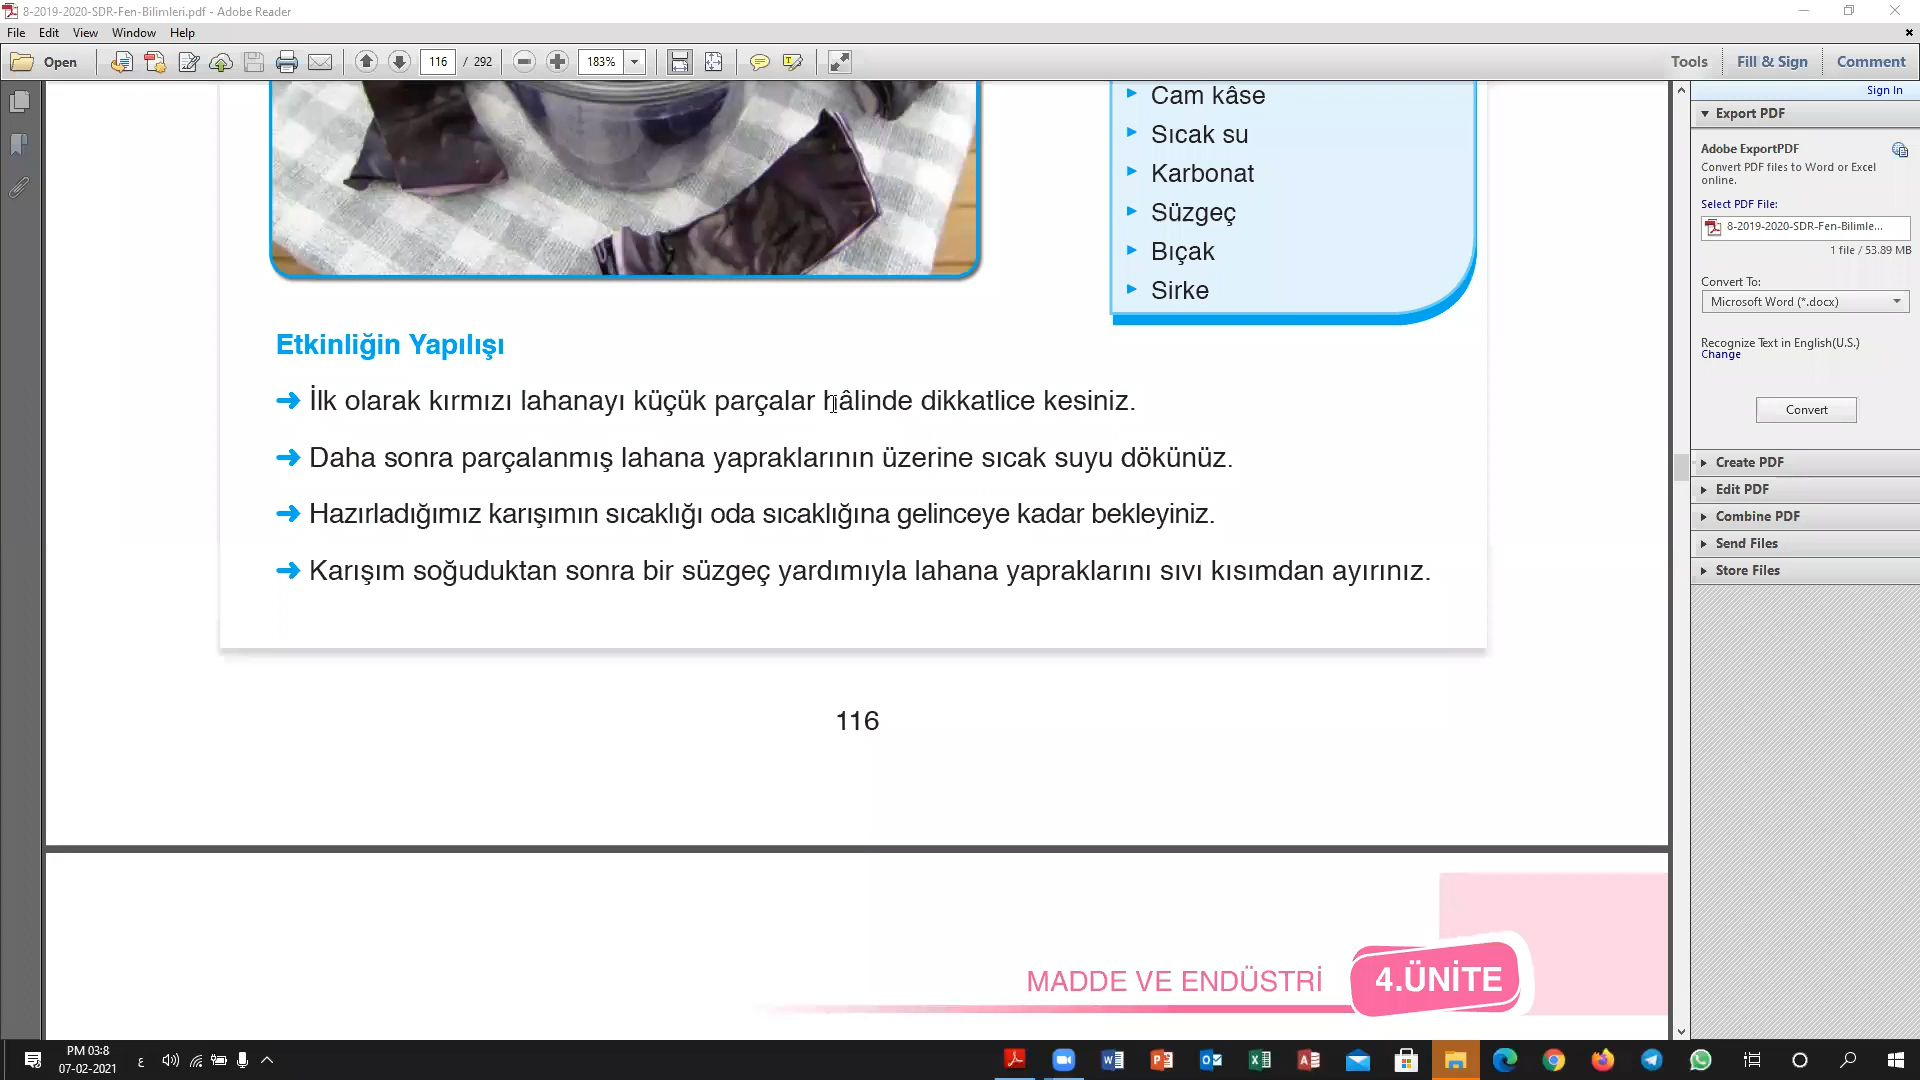 8-2019-2020-SDR-Fen-Bilimleri.pdf - Adobe Reader
File Edit View Window Help
Open 116 / 292 183% Tools Fill & Sign Comment
Sign In
Export PDF
Adobe ExportPDF
Convert PDF files to Word or Excel
online.
Select PDF File:
8-2019-2020-SDR-Fen-Bilimle...
1 file / 53.89 MB
Convert To:
Microsoft Word (*.docx)
Recognize Text in English(U.S.)
Change
Convert
Create PDF
Edit PDF
Combine PDF
Send Files
Store Files
Cam kâse
Sıcak su
Karbonat
Süzgeç
Bıçak
Sirke
Etkinliğin Yapılışı
İlk olarak kırmızı lahanayı küçük parçalar hâlinde dikkatlice kesiniz.
Daha sonra parçalanmış lahana yapraklarının üzerine sıcak suyu dökünüz.
Hazırladığımız karışımın sıcaklığı oda sıcaklığına gelinceye kadar bekleyiniz.
Karışım soğuduktan sonra bir süzgeç yardımıyla lahana yapraklarını sıvı kısımdan ayırınız.
116
MADDE VE ENDÜSTRİ 4.ÜNİTE
PM 03:8
07-02-2021
ع